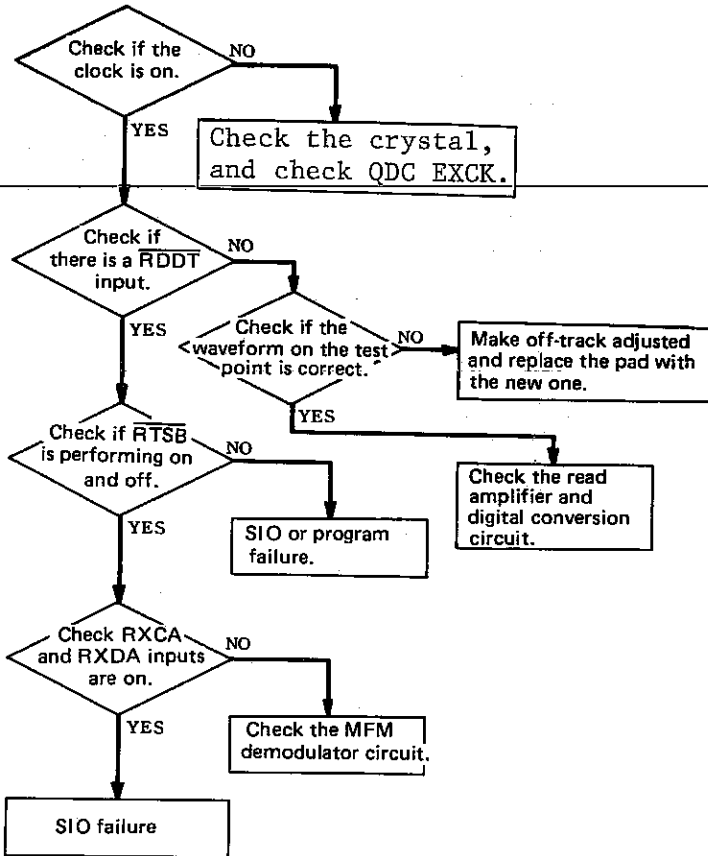 Check if the
clock is on.
NO
YES
Check the crystal,
and check QDC EXCK.
Check if
there is a RDDT
input.
NO
YES
Check if the
waveform on the test
point is correct.
NO
YES
Make off-track adjusted
and replace the pad with
the new one.
Check the read
amplifier and
digital conversion
circuit.
Check if RTSB
is performing on
and off.
NO
YES
SIO or program
failure.
Check RXCA
and RXDA inputs
are on.
NO
YES
Check the MFM
demodulator circuit.
SIO failure